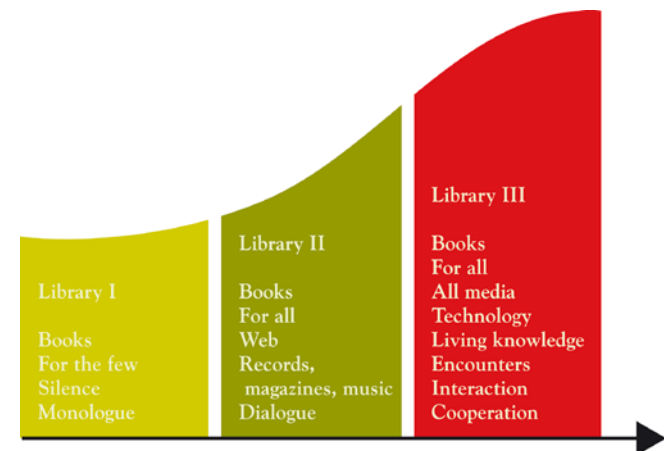 Library I
Books
For the few
Silence
Monologue
Library II
Books
For all
Web
Records,
magazines, music
Dialogue
Library III
Books
For all
All media
Technology
Living knowledge
Encounters
Interaction
Cooperation